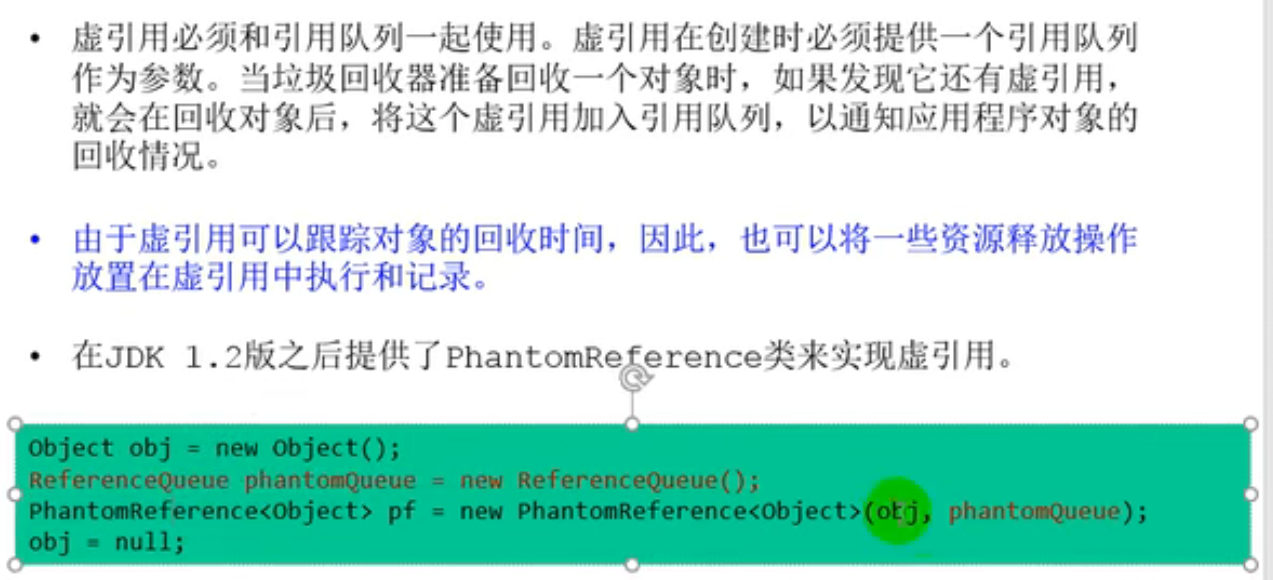 • 虚引用必须和引用队列一起使用。虚引用在创建时必须提供一个引用队列
作为参数。当垃圾回收器准备回收一个对象时，如果发现它还有虚引用，
就会在回收对象后，将这个虚引用加入引用队列，以通知应用程序对象的
回收情况。
• 由于虚引用可以跟踪对象的回收时间，因此，也可以将一些资源释放操作
放置在虚引用中执行和记录。
• 在JDK 1.2版之后提供了PhantomReference类来实现虚引用。
Object obj = new Object();
ReferenceQueue phantomQueue = new ReferenceQueue();
PhantomReference<Object> pf = new PhantomReference<Object>(obj, phantomQueue);
obj = null;